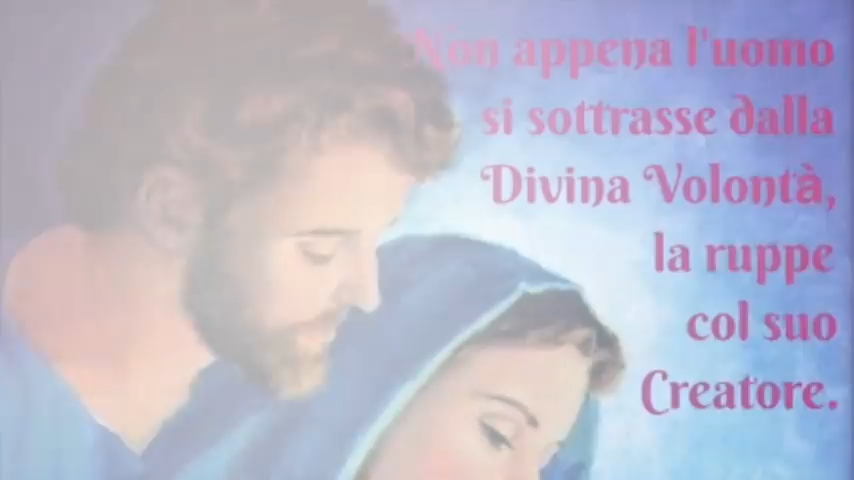 Non appena l'uomo
si sottrasse dalla
Divina Volontà,
la ruppe
col suo
Creatore.